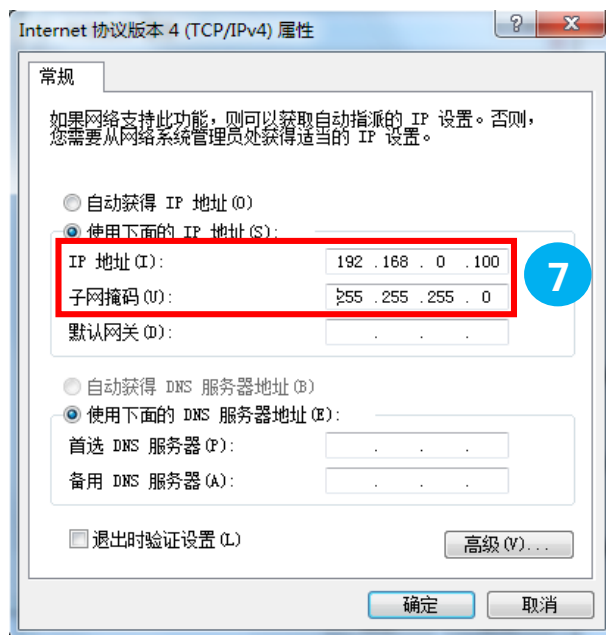 Internet 协议版本 4 (TCP/IPv4) 属性
常规
如果网络支持此功能，则可以获取自动指派的 IP 设置。否则，
您需要从网络系统管理员处获得适当的 IP 设置。
自动获得 IP 地址(O)
使用下面的 IP 地址(S):
IP 地址(I): 192 .168 . 0 .100
7
子网掩码(U): 255 .255 .255 . 0
默认网关(D): . . .
自动获得 DNS 服务器地址(B)
使用下面的 DNS 服务器地址(E):
首选 DNS 服务器(P): . . .
备用 DNS 服务器(A): . . .
退出时验证设置(L)
高级(V)...
确定 取消